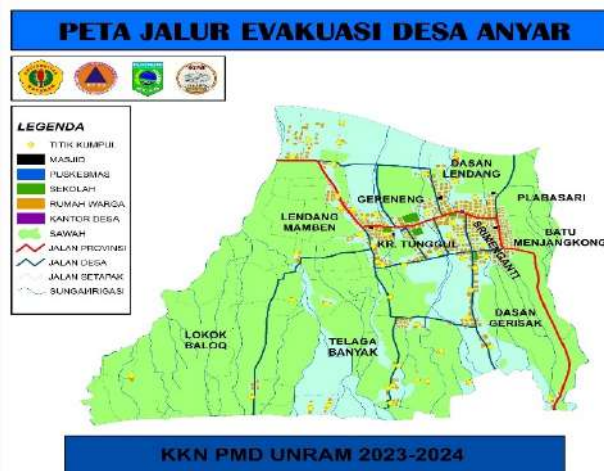 PETA JALUR EVAKUASI DESA ANYAR
LEGENDA
TITIK KUMPUL
MASJID
PUSKESMAS
SEKOLAH
RUMAH WARGA
KANTOR DESA
SAWAH
JALAN PROVINSI
JALAN DESA
JALAN SETAPAK
SUNGAI/IRIGASI
DASAN
LENDANG
GERENENG
PLABASARI
LENDANG
MAMBEN
KR. TUNGGUL
SRIMENGANTI
BATU
MENJANGKONG
DASAN
GERISAK
LOKOK
BALOQ
TELAGA
BANYAK
KKN PMD UNRAM 2023-2024